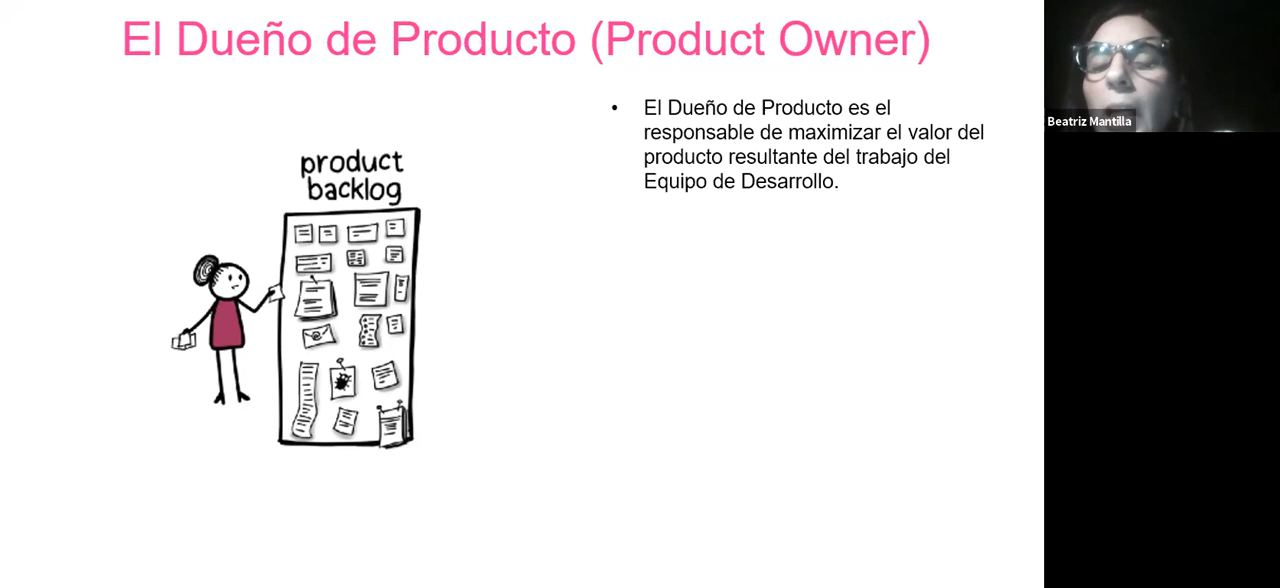 El Dueño de Producto (Product Owner)
• El Dueño de Producto es el
responsable de maximizar el valor del
producto resultante del trabajo del
Equipo de Desarrollo.
product
backlog
Beatriz Mantilla